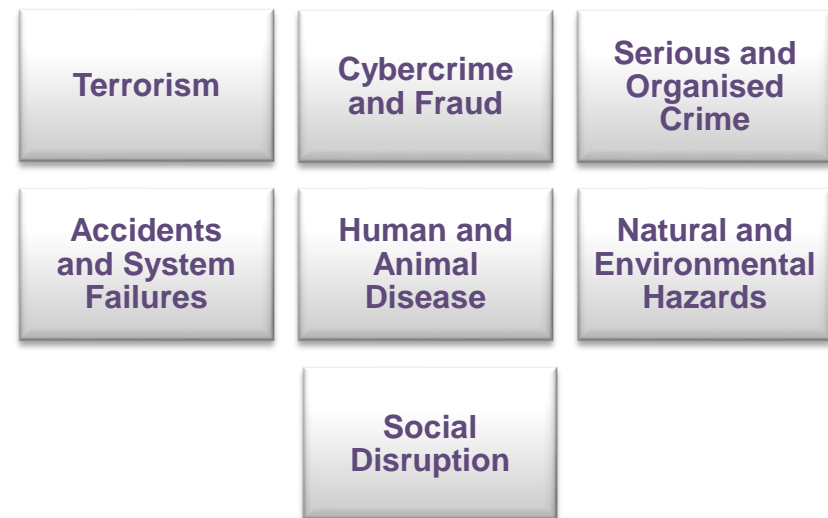 Terrorism
Cybercrime
and Fraud
Serious and
Organised
Crime
Accidents
and System
Failures
Human and
Animal
Disease
Natural and
Environmental
Hazards
Social
Disruption